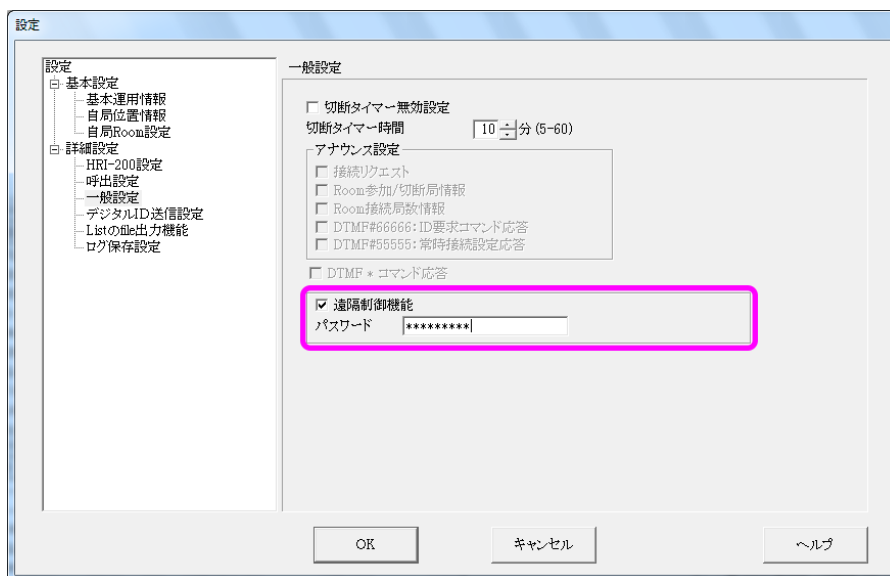 設定
設定
基本設定
基本運用情報
自局位置情報
自局Room設定
詳細設定
HRI-200設定
呼出設定
一般設定
デジタルID送信設定
Listのfile出力機能
ログ保存設定
一般設定
切断タイマー無効設定
切断タイマー時間 10 分(5-60)
アナウンス設定
接続リクエスト
Room参加/切断局情報
Room接続局数情報
DTMF#66666:ID要求コマンド応答
DTMF#55555:常時接続設定応答
DTMF * コマンド応答
遠隔制御機能
パスワード *********
OK キャンセル ヘルプ